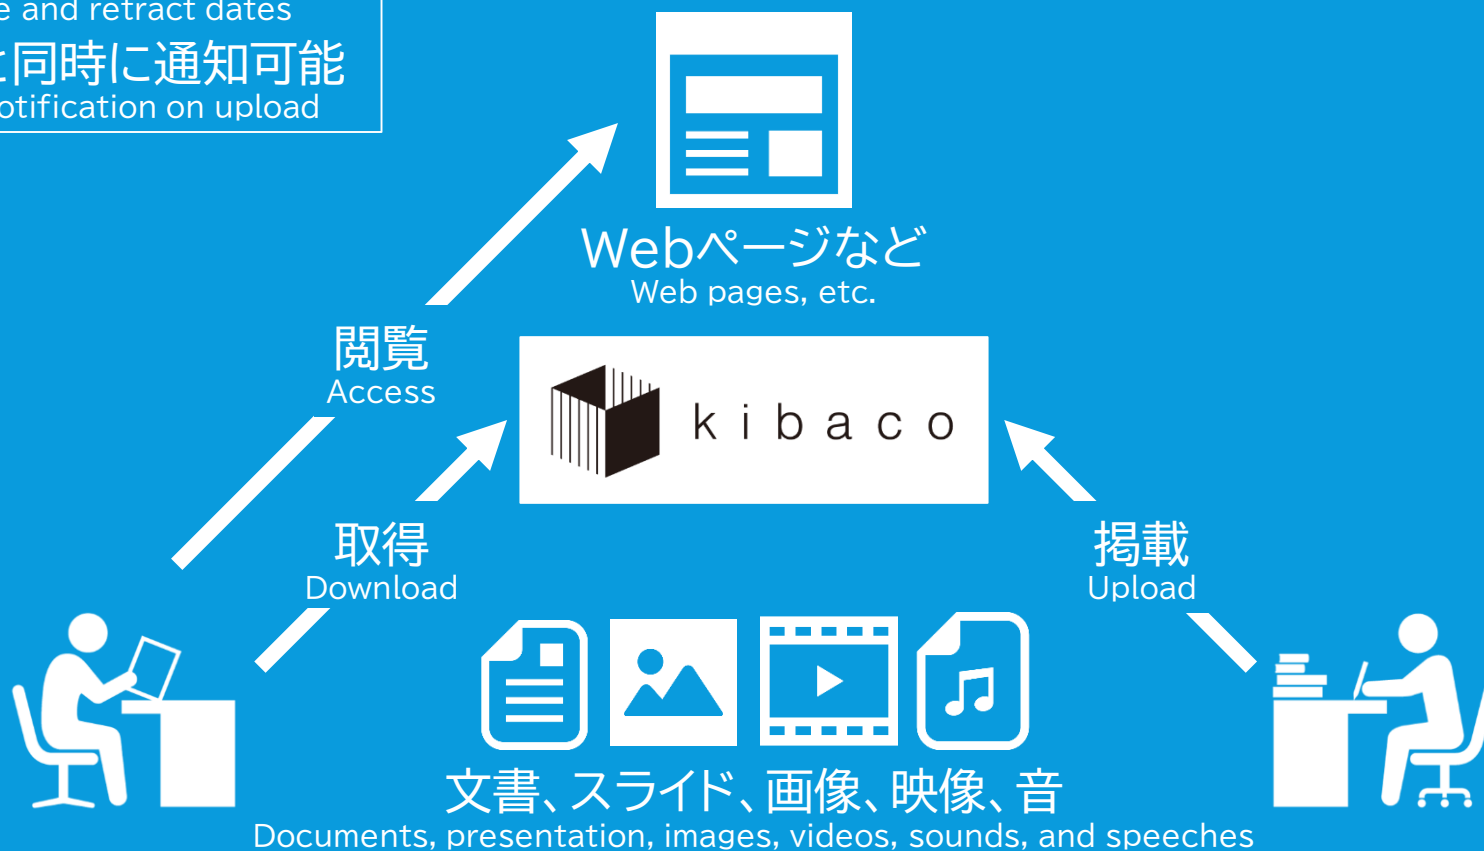 and retract dates
同時に通知可能
on upload
Webページなど
Web pages, etc.
閲覧
Access
kibaco
取得
Download
掲載
Upload
文書、スライド、画像、映像、音
Documents, presentation, images, videos, sounds, and speeches